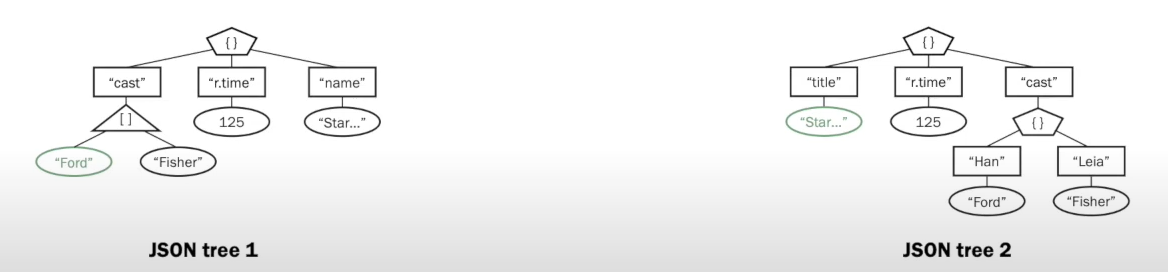 { } { }
"cast" "r.time" "name" "title" "r.time" "cast"
[ ] 125 "Star..." "Star..." 125 { }
"Ford" "Fisher" "Han" "Leia"
"Ford" "Fisher"
JSON tree 1 JSON tree 2